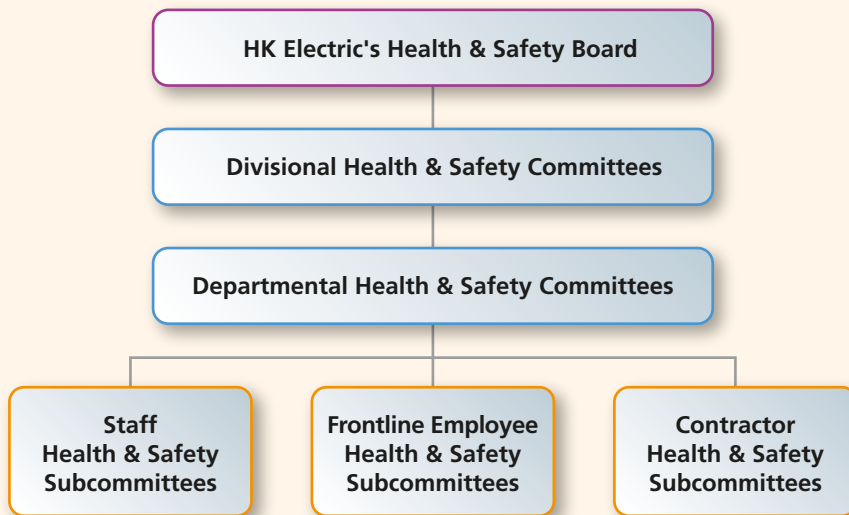 HK Electric's Health & Safety Board
Divisional Health & Safety Committees
Departmental Health & Safety Committees
Staff
Health & Safety
Subcommittees
Frontline Employee
Health & Safety
Subcommittees
Contractor
Health & Safety
Subcommittees